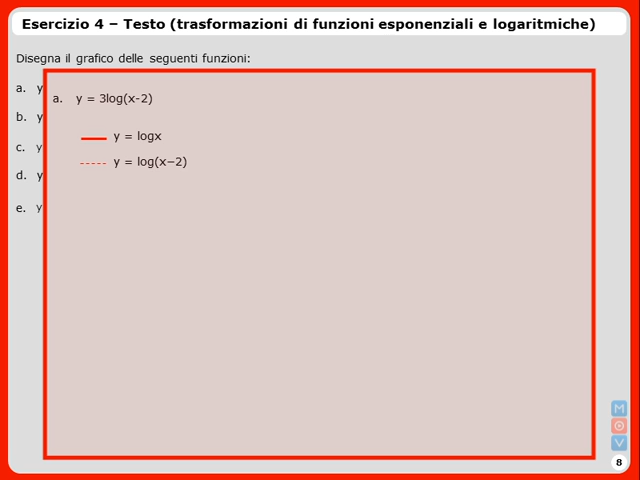 Esercizio 4 – Testo (trasformazioni di funzioni esponenziali e logaritmiche)
Disegna il grafico delle seguenti funzioni:
a. y
b. y
c. y
d. y
e. y
a. y = 3log(x-2)
y = logx
y = log(x−2)
M
O
V
8